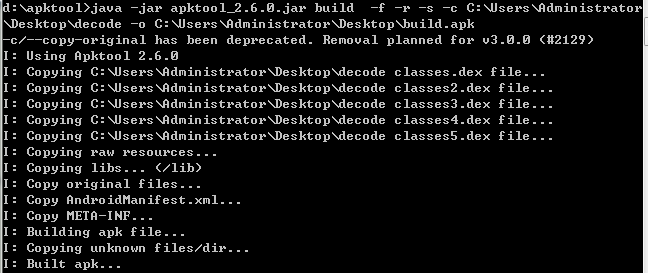 d:\apktool>java -jar apktool_2.6.0.jar build  -f -r -s -c C:\Users\Administrator
\Desktop\decode -o C:\Users\Administrator\Desktop\build.apk
-c/--copy-original has been deprecated. Removal planned for v3.0.0 (#2129)
I: Using Apktool 2.6.0
I: Copying C:\Users\Administrator\Desktop\decode classes.dex file...
I: Copying C:\Users\Administrator\Desktop\decode classes2.dex file...
I: Copying C:\Users\Administrator\Desktop\decode classes3.dex file...
I: Copying C:\Users\Administrator\Desktop\decode classes4.dex file...
I: Copying C:\Users\Administrator\Desktop\decode classes5.dex file...
I: Copying raw resources...
I: Copying libs... (/lib)
I: Copy original files...
I: Copy AndroidManifest.xml...
I: Copy META-INF...
I: Building apk file...
I: Copying unknown files/dir...
I: Built apk...